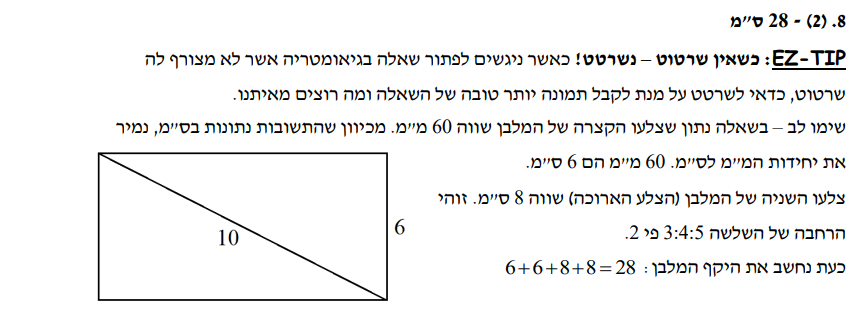 8. (2) - 28 ס״מ
EZ-TIP: כשאין שרטוט – נשרטט! כאשר ניגשים לפתור שאלה בגיאומטריה אשר לא מצורף לה
שרטוט, כדאי לשרטט על מנת לקבל תמונה יותר טובה של השאלה ומה רוצים מאיתנו.
שימו לב – בשאלה נתון שצלעו הקצרה של המלבן שווה 60 מ״מ. מכיוון שהתשובות נתונות בס״מ, נמיר
את יחידות המ״מ לס״מ. 60 מ״מ הם 6 ס״מ.
צלעו השניה של המלבן (הצלע הארוכה) שווה 8 ס״מ. זוהי
הרחבה של השלשה 3:4:5 פי 2.
כעת נחשב את היקף המלבן: 6+6+8+8=28
6
10